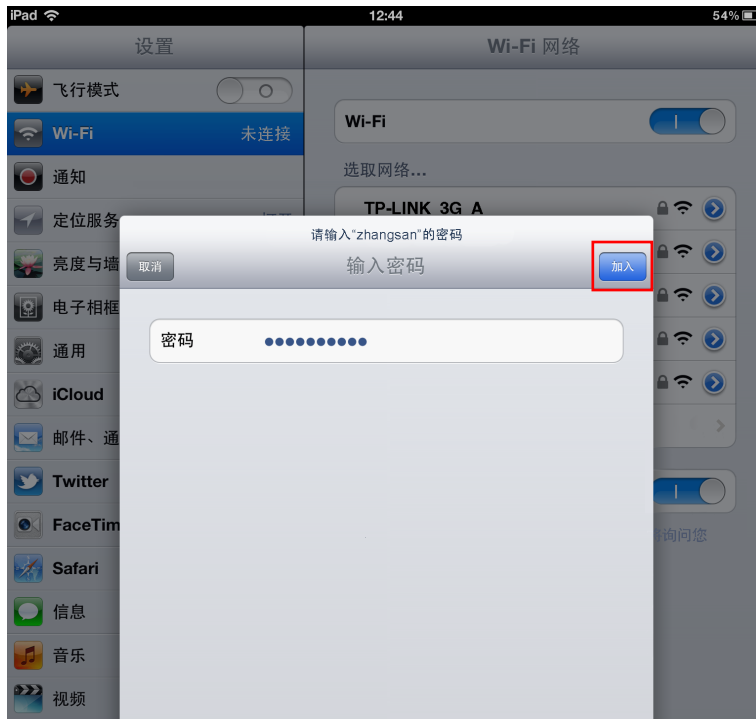 iPad
12:44
54%
设置
Wi-Fi 网络
飞行模式
Wi-Fi
未连接
通知
定位服务
亮度与墙
电子相框
通用
iCloud
邮件、通
Twitter
FaceTim
Safari
信息
音乐
视频
Wi-Fi
选取网络...
TP-LINK_3G_A
请输入“zhangsan”的密码
取消
输入密码
加入
密码
询问您